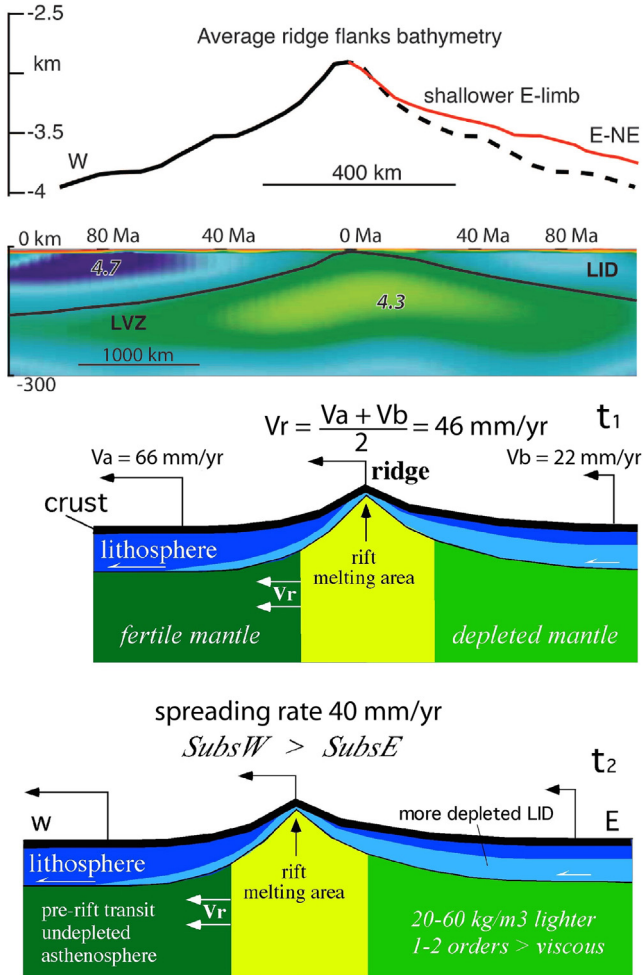 -2.5
Average ridge flanks bathymetry
km
shallower E-limb
-3.5
E-NE
W
400 km
-4
0 km 80 Ma 40 Ma 0 Ma 40 Ma 80 Ma
4.7
LID
4.3
LVZ
1000 km
-300
t1
Vr = Va + Vb / 2 = 46 mm/yr
Va = 66 mm/yr
Vb = 22 mm/yr
ridge
crust
lithosphere
rift
melting area
Vr
fertile mantle
depleted mantle
spreading rate 40 mm/yr
SubsW > SubsE
t2
W
more depleted LID
E
lithosphere
rift
melting area
Vr
pre-rift transit
undepleted
asthenosphere
20-60 kg/m3 lighter
1-2 orders > viscous